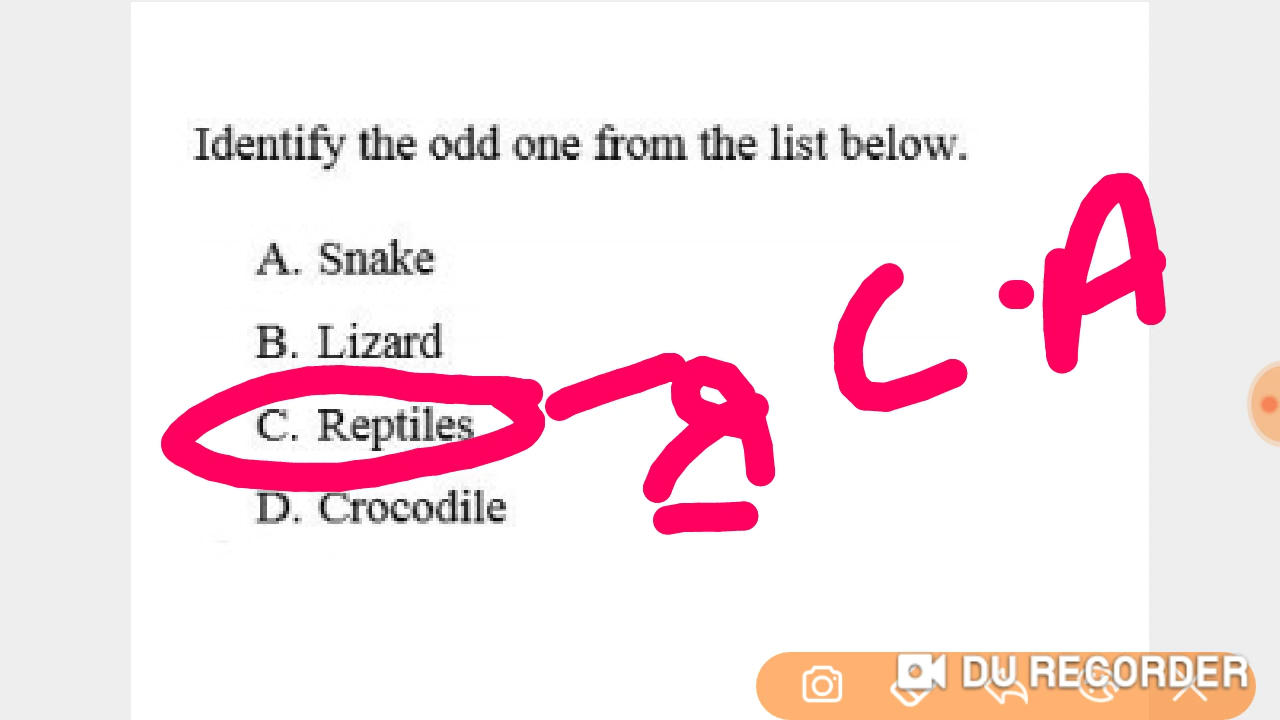 Identify the odd one from the list below.
A. Snake
B. Lizard
C. Reptiles
D. Crocodile
C.A
DU RECORDER